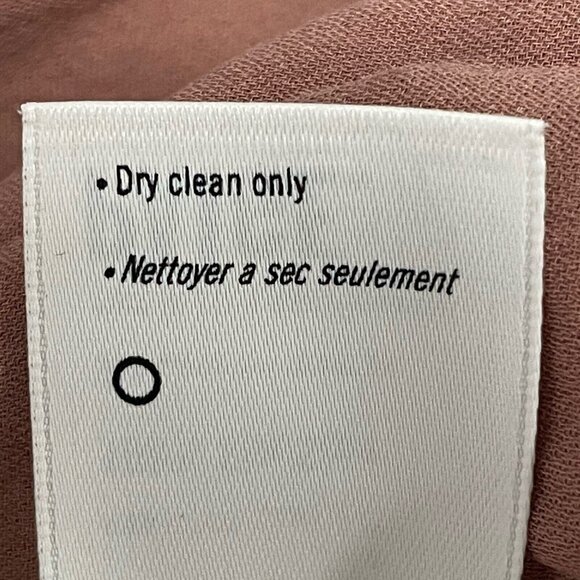 • Dry clean only
• Nettoyer a sec seulement